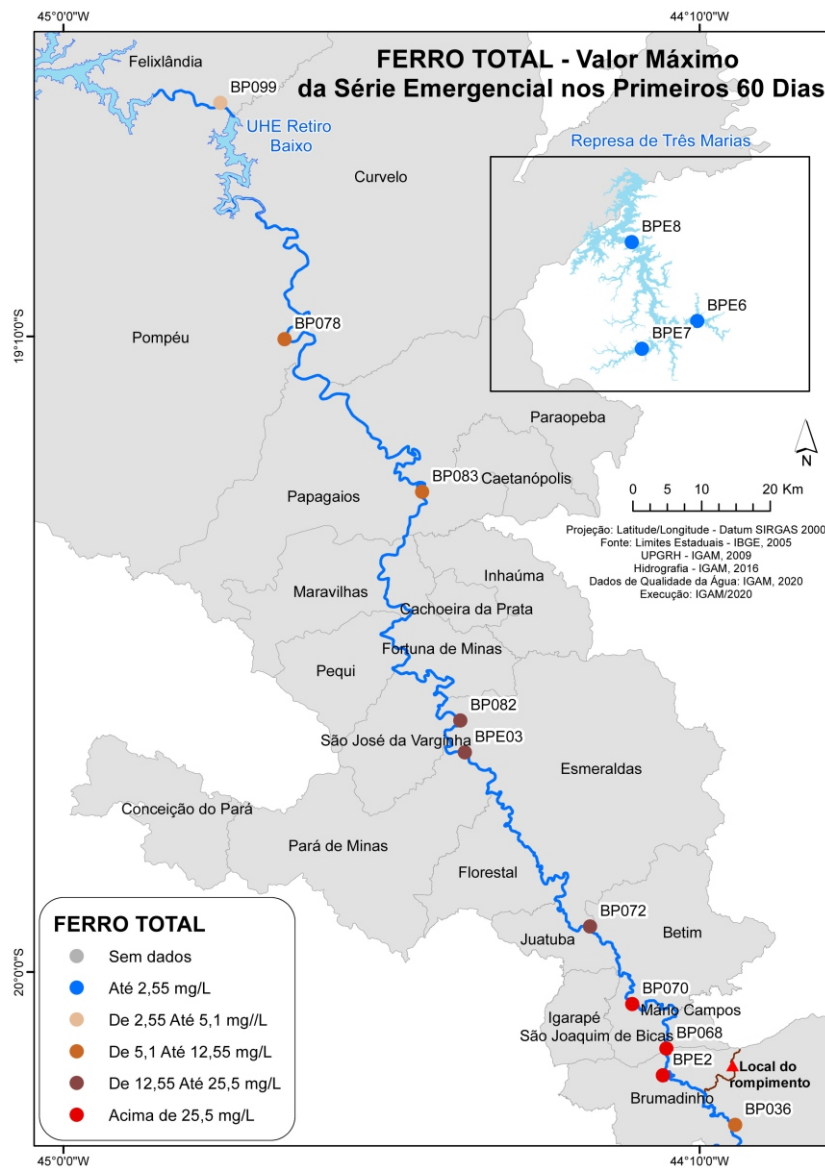 45°0'0"W
44°10'0"W
FERRO TOTAL - Valor Máximo
da Série Emergencial nos Primeiros 60 Dias
Felixlândia
BP099
UHE Retiro
Baixo
Represa de Três Marias
Curvelo
BPE8
BPE6
BPE7
19°10'0"S
Pompéu
BP078
Paraopeba
N
BP083
Caetanópolis
Papagaios
0 5 10 20 Km
Projeção: Latitude/Longitude - Datum SIRGAS 2000
Fonte: Limites Estaduais - IBGE, 2005
UPGRH - IGAM, 2009
Hidrografia - IGAM, 2016
Dados de Qualidade da Água: IGAM, 2020
Execução: IGAM/2020
Inhaúma
Maravilhas
Cachoeira da Prata
Fortuna de Minas
Pequi
BP082
São José da Varginha
BPE03
Esmeraldas
Conceição do Pará
Pará de Minas
Florestal
BP072
Juatuba
Betim
20°0'0"S
BP070
Mário Campos
Igarapé
São Joaquim de Bicas
BP068
BPE2
Local do
rompimento
Brumadinho
BP036
FERRO TOTAL
Sem dados
Até 2,55 mg/L
De 2,55 Até 5,1 mg//L
De 5,1 Até 12,55 mg/L
De 12,55 Até 25,5 mg/L
Acima de 25,5 mg/L
45°0'0"W
44°10'0"W